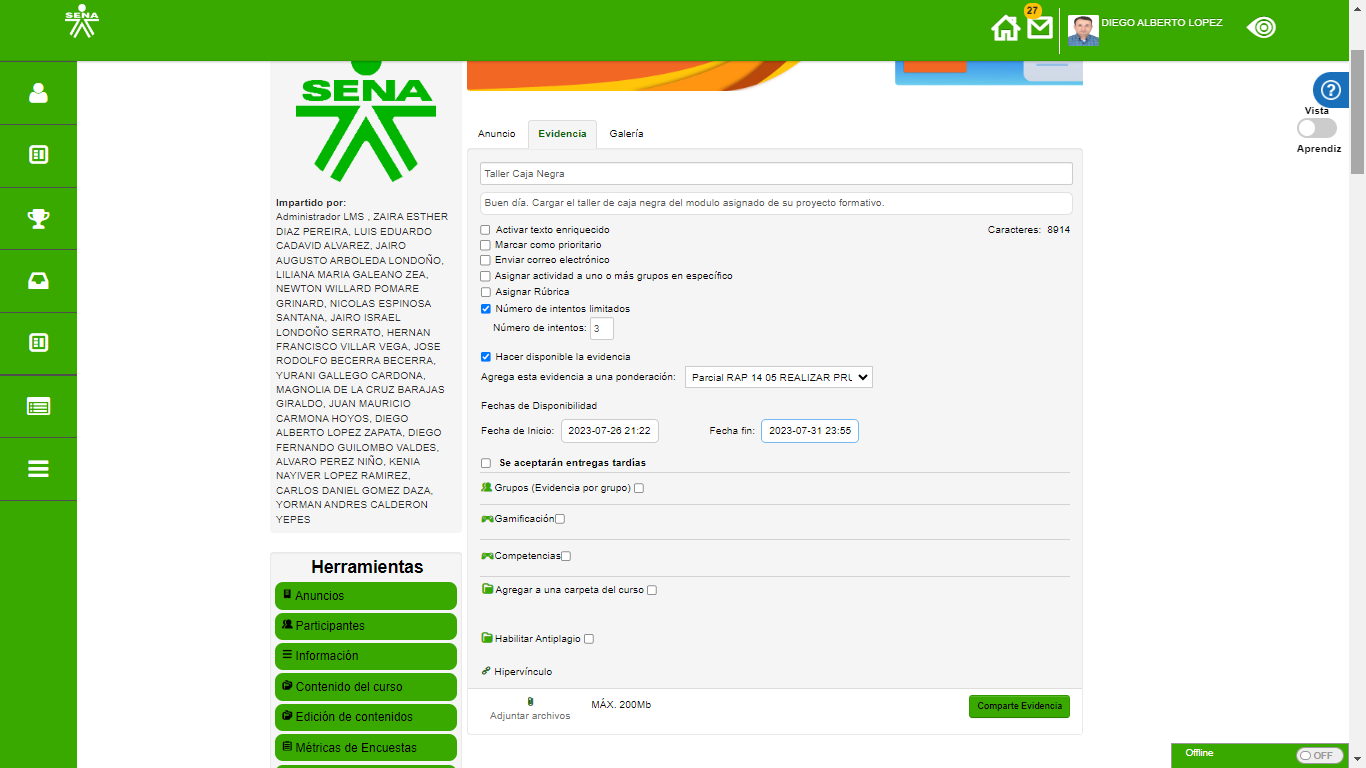 SENA
27
DIEGO ALBERTO LOPEZ
SENA
Vista
Aprendiz
Anuncio
Evidencia
Galería
Taller Caja Negra
Buen día. Cargar el taller de caja negra del modulo asignado de su proyecto formativo.
Activar texto enriquecido
Caracteres: 8914
Marcar como prioritario
Enviar correo electrónico
Asignar actividad a uno o más grupos en específico
Asignar Rúbrica
Número de intentos limitados
Número de intentos: 3
Hacer disponible la evidencia
Agrega esta evidencia a una ponderación: Parcial RAP 14 05 REALIZAR PRU
Fechas de Disponibilidad
Fecha de Inicio: 2023-07-26 21:22
Fecha fin: 2023-07-31 23:55
Se aceptarán entregas tardías
Grupos (Evidencia por grupo)
Gamificación
Competencias
Agregar a una carpeta del curso
Habilitar Antiplagio
Hipervínculo
Adjuntar archivos
MÁX. 200Mb
Comparte Evidencia
Impartido por:
Administrador LMS , ZAIRA ESTHER
DIAZ PEREIRA, LUIS EDUARDO
CADAVID ALVAREZ, JAIRO
AUGUSTO ARBOLEDA LONDOÑO,
LILIANA MARIA GALEANO ZEA,
NEWTON WILLARD POMARE
GRINARD, NICOLAS ESPINOSA
SANTANA, JAIRO ISRAEL
LONDOÑO SERRATO, HERNAN
FRANCISCO VILLAR VEGA, JOSE
RODOLFO BECERRA BECERRA,
YURANI GALLEGO CARDONA,
MAGNOLIA DE LA CRUZ BARAJAS
GIRALDO, JUAN MAURICIO
CARMONA HOYOS, DIEGO
ALBERTO LOPEZ ZAPATA, DIEGO
FERNANDO GUILOMBO VALDES,
ALVARO PEREZ NIÑO, KENIA
NAYIVER LOPEZ RAMIREZ,
CARLOS DANIEL GOMEZ DAZA,
YORMAN ANDRES CALDERON
YEPES
Herramientas
Anuncios
Participantes
Información
Contenido del curso
Edición de contenidos
Métricas de Encuestas
Offline
OFF